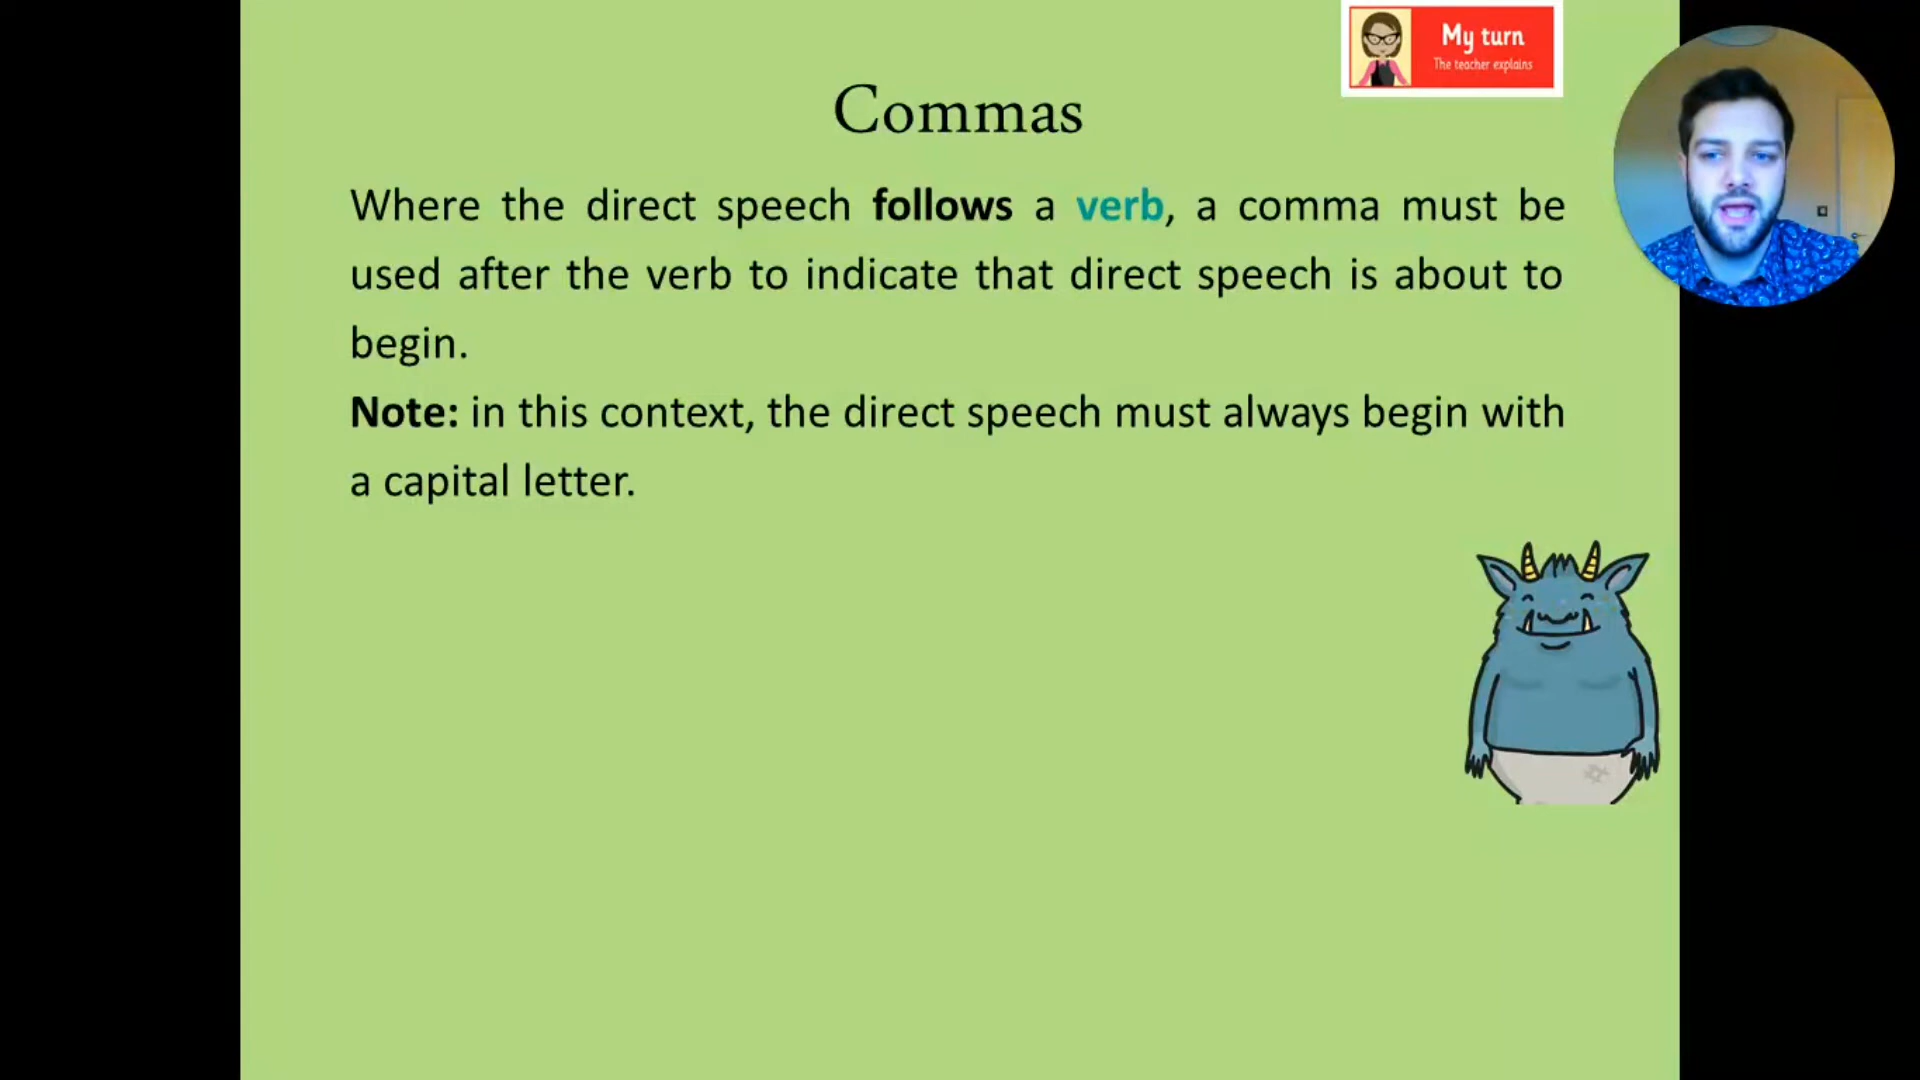 My turn
The teacher explains
Commas
Where the direct speech follows a verb, a comma must be
used after the verb to indicate that direct speech is about to
begin.
Note: in this context, the direct speech must always begin with
a capital letter.